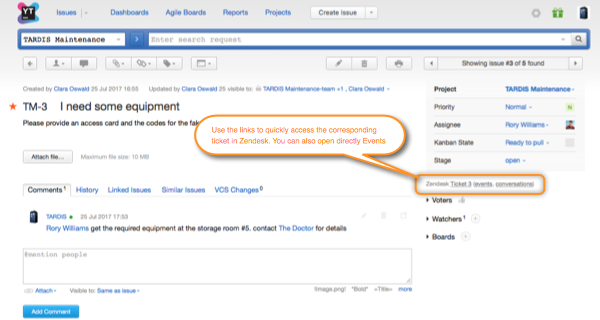 YT
Issues
Dashboards
Agile Boards
Reports
Projects
Create Issue
TARDIS Maintenance
Enter search request
Showing issue #3 of 5 found
Created by Clara Oswald 25 Jul 2017 16:55
Updated by Clara Oswald 25 visible to: TARDIS Maintenance-team +1 , Clara Oswald
TM-3 I need some equipment
Please provide an access card and the codes for the fak
Use the links to quickly access the corresponding
ticket in Zendesk. You can also open directly Events
Attach file...
Maximum file size: 10 MB
Project TARDIS Maintenance
Priority Normal N
Assignee Rory Williams
Kanban State Ready to pull
Stage open
Zendesk Ticket 3 (events, conversations)
Voters
Watchers 1
Boards
Comments 1
History
Linked Issues
Similar Issues
VCS Changes 0
TARDIS 25 Jul 2017 17:53
Rory Williams get the required equipment at the storage room #5. contact The Doctor for details
@mention people
Attach
Visible to: Same as issue
!Image.png! *Bold* =Title= more
Add Comment